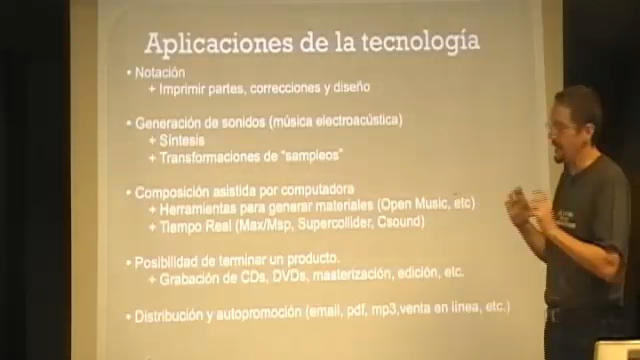 Aplicaciones de la tecnología
• Notación
+ Imprimir partes, correcciones y diseño
• Generación de sonidos (música electroacústica)
+ Síntesis
+ Transformaciones de "sampleos"
• Composición asistida por computadora
+ Herramientas para generar materiales (Open Music, etc)
+ Tiempo Real (Max/Msp, Supercollider, Csound)
• Posibilidad de terminar un producto.
+ Grabación de CDs, DVDs, masterización, edición, etc.
• Distribución y autopromoción (email, pdf, mp3,venta en línea, etc.)